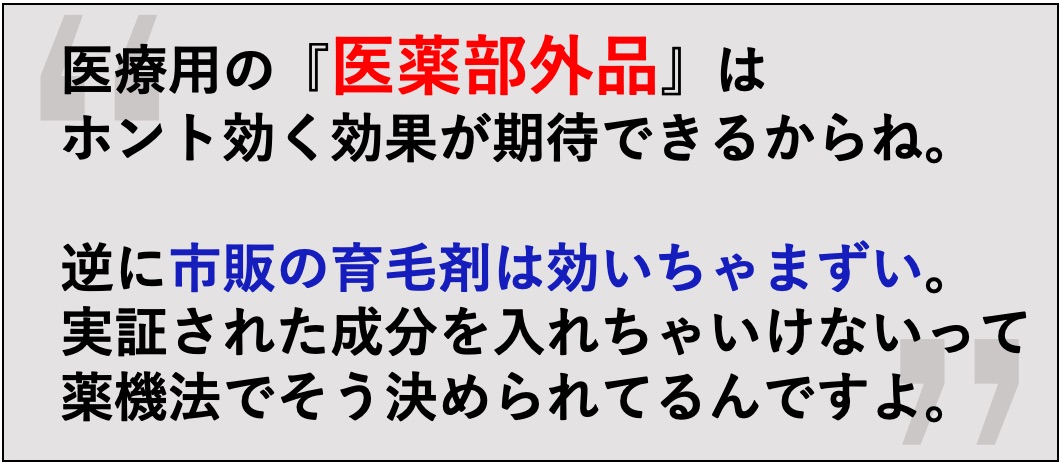 医療用の『医薬部外品』は
ホント効く効果が期待できるからね。
逆に市販の育毛剤は効いちゃまずい。
実証された成分を入れちゃいけないって
薬機法でそう決められてるんですよ。